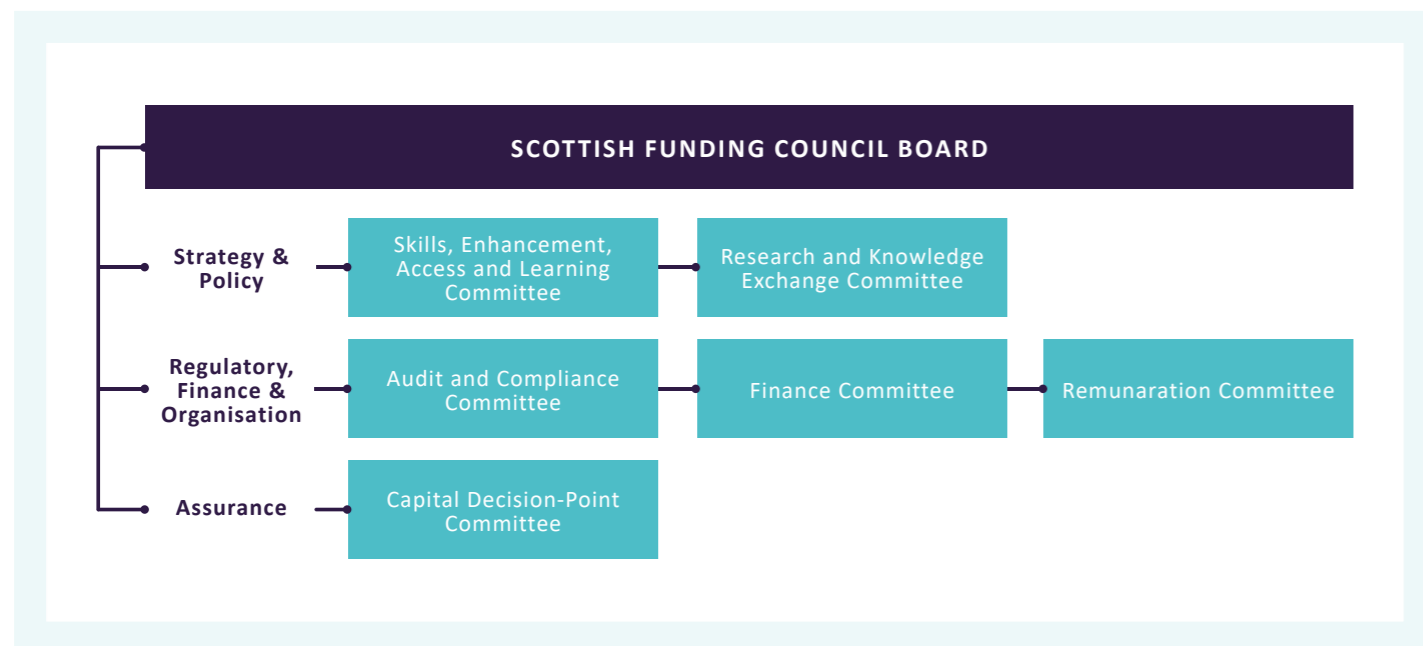 SCOTTISH FUNDING COUNCIL BOARD
Strategy &
Policy
Skills, Enhancement,
Access and Learning
Committee
Research and Knowledge
Exchange Committee
Regulatory,
Finance &
Organisation
Audit and Compliance
Committee
Finance Committee
Remunaration Committee
Assurance
Capital Decision-Point
Committee